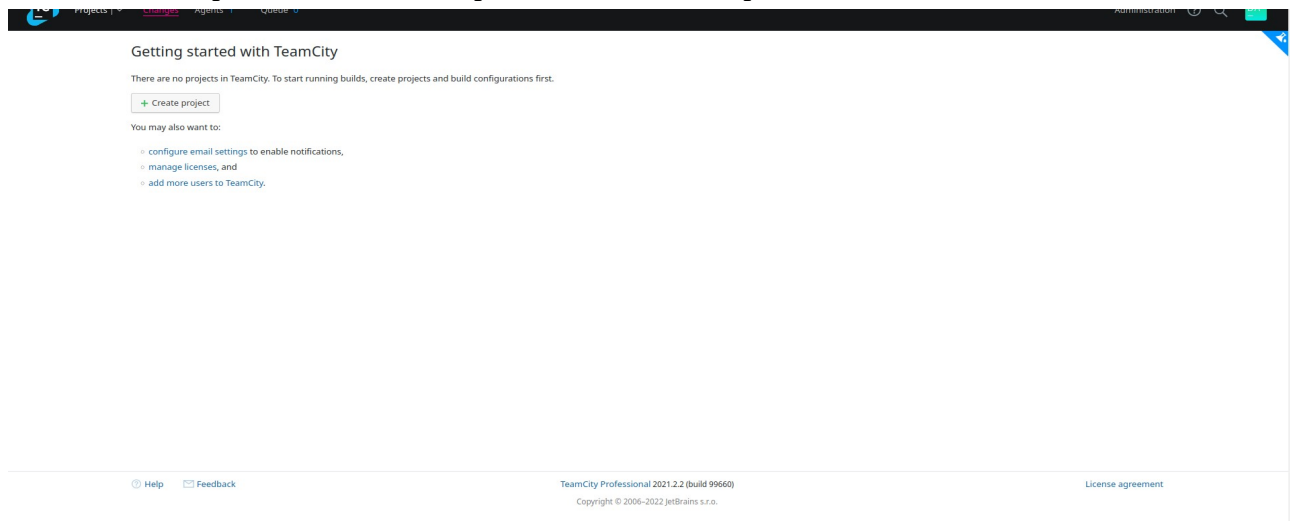 Projects | Changes Agents 1 Queue 0 Administration
Getting started with TeamCity
There are no projects in TeamCity. To start running builds, create projects and build configurations first.
+ Create project
You may also want to:
configure email settings to enable notifications,
manage licenses, and
add more users to TeamCity.
Help Feedback TeamCity Professional 2021.2.2 (build 99660) License agreement
Copyright © 2006–2022 JetBrains s.r.o.